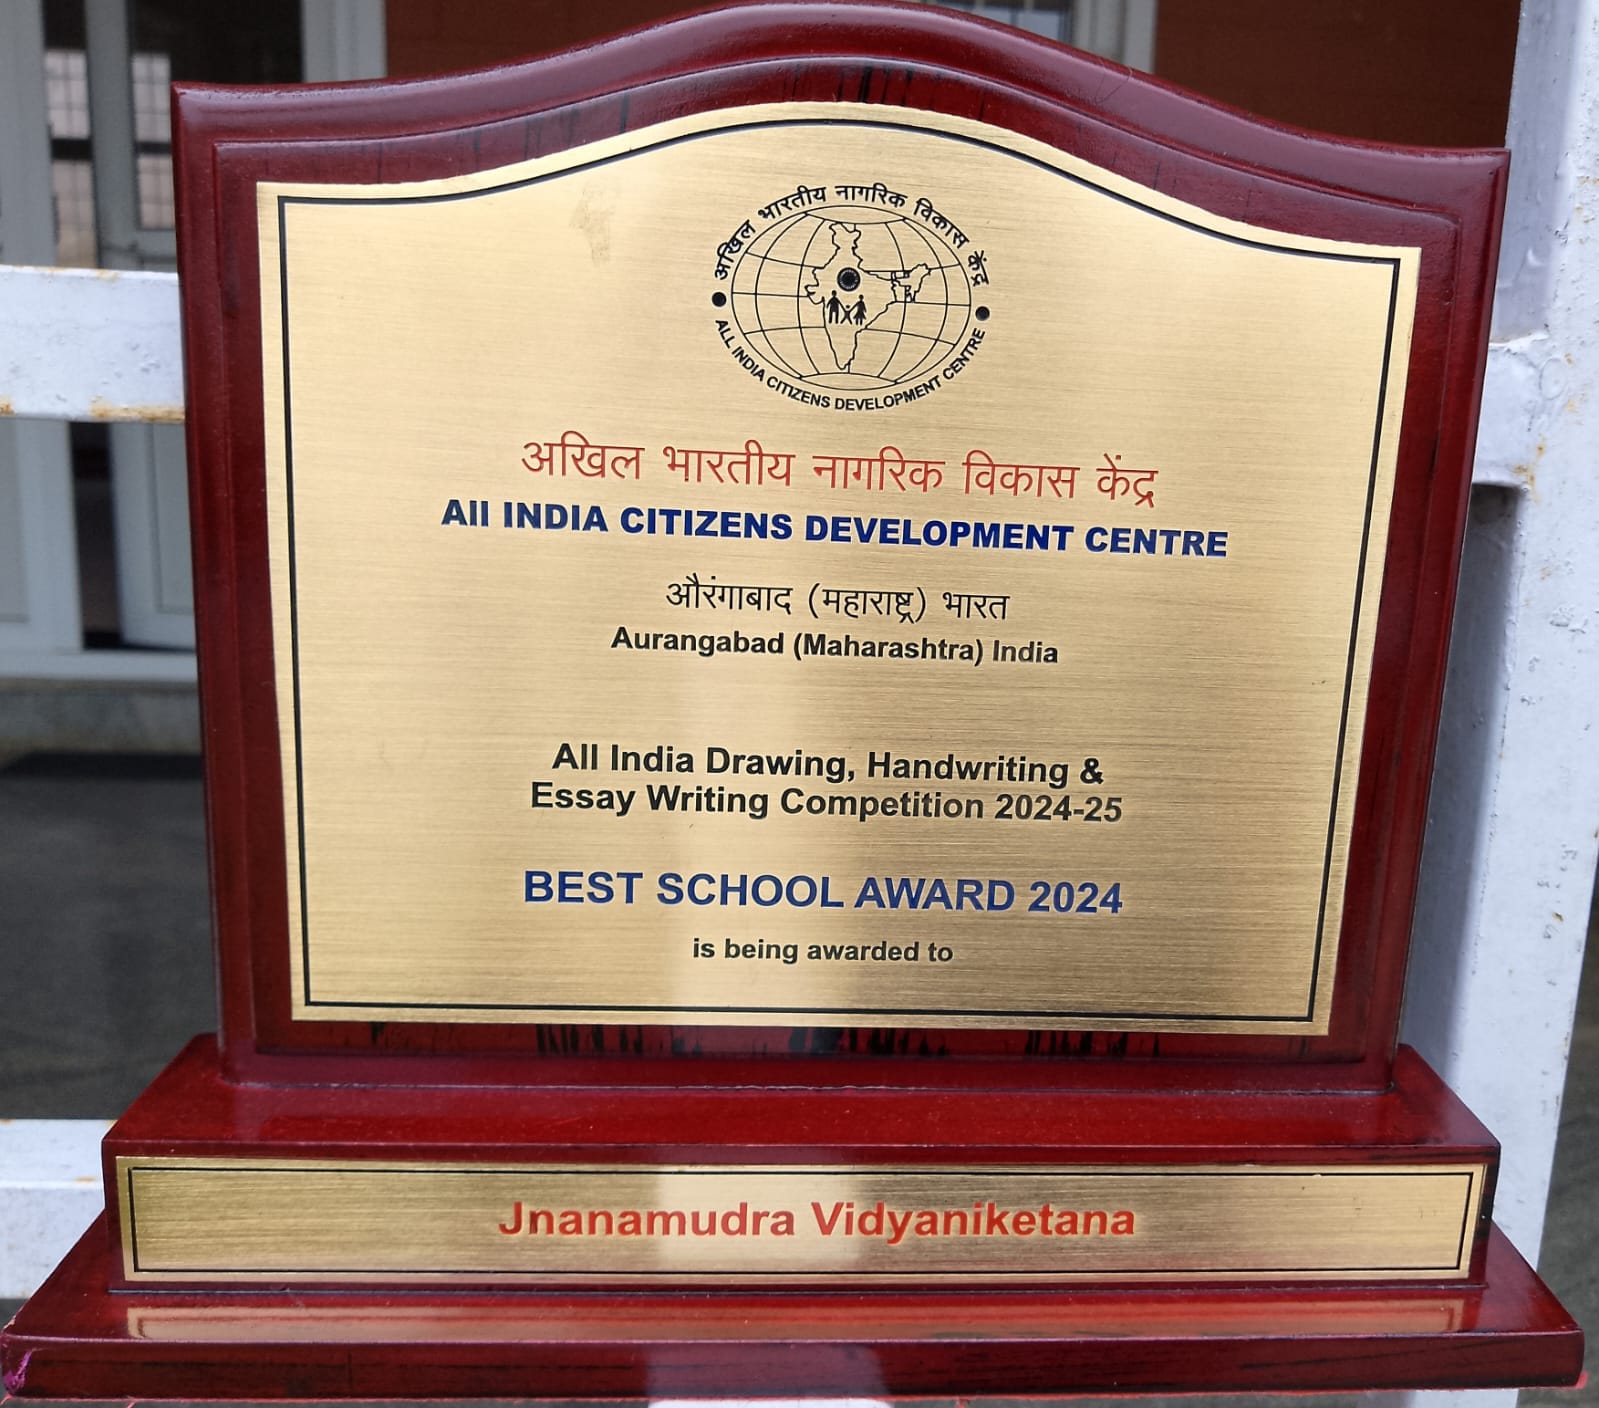 अखिल भारतीय नागरिक विकास केंद्र
ALL INDIA CITIZENS DEVELOPMENT CENTRE
अखिल भारतीय नागरिक विकास केंद्र
All INDIA CITIZENS DEVELOPMENT CENTRE
औरंगाबाद (महाराष्ट्र) भारत
Aurangabad (Maharashtra) India
All India Drawing, Handwriting &
Essay Writing Competition 2024-25
BEST SCHOOL AWARD 2024
is being awarded to
Jnanamudra Vidyaniketana